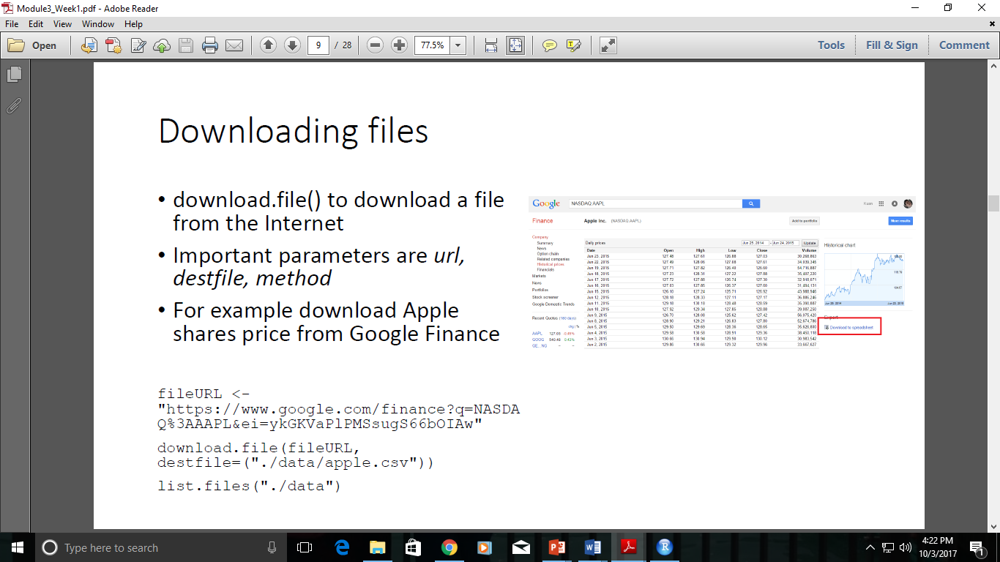 Module3_Week1.pdf - Adobe Reader
File Edit View Window Help
Open 9 / 28 77.5% Tools Fill & Sign Comment
Downloading files
• download.file() to download a file
from the Internet
• Important parameters are url,
destfile, method
• For example download Apple
shares price from Google Finance
fileURL <-
"https://www.google.com/finance?q=NASDA
Q%3AAAPL&ei=ykGKVaPlPMSsugS66bOIAw"
download.file(fileURL,
destfile=("./data/apple.csv"))
list.files("./data")
Google NASDAQ:AAPL
Finance Apple Inc. (NASDAQ:AAPL) Add to portfolio More results
Company
Summary
News
Option chain
Related companies
Historical prices
Financials
Markets
News
Portfolios
Stock screener
Google Domestic Trends
Recent Quotes (180 days)
chg | %
AAPL 127.03 -0.45%
GOOG 540.48 0.43%
Daily prices Jun 25, 2014 - Jun 24, 2015 Update
Date Open High Low Close Volume
Jun 23, 2015 127.48 127.61 126.88 127.03 30,268,863
Jun 22, 2015 127.49 128.06 127.08 127.61 34,039,345
Jun 19, 2015 127.71 127.82 126.40 126.60 54,716,887
Jun 18, 2015 127.23 128.31 127.22 127.88 35,407,220
Jun 17, 2015 127.72 127.88 126.74 127.30 32,918,071
Jun 16, 2015 127.03 127.85 126.37 127.60 31,494,131
Jun 15, 2015 126.10 127.24 125.71 126.92 43,988,946
Jun 12, 2015 128.18 128.33 127.11 127.17 36,886,246
Jun 11, 2015 129.18 130.18 128.48 128.59 35,390,887
Jun 10, 2015 127.92 129.34 127.85 128.88 39,087,250
Jun 9, 2015 126.70 128.08 125.62 127.42 56,075,420
Jun 8, 2015 128.90 129.21 126.83 127.80 52,674,786
Jun 5, 2015 129.50 129.69 128.36 128.65 35,626,800
Jun 4, 2015 129.58 130.58 128.91 129.36 38,450,118
Jun 3, 2015 130.66 130.94 129.90 130.12 30,983,542
Jun 2, 2015 129.86 130.66 129.32 129.96 33,667,627
Historical chart
Export
Download to spreadsheet
Type here to search
4:22 PM
10/3/2017
1